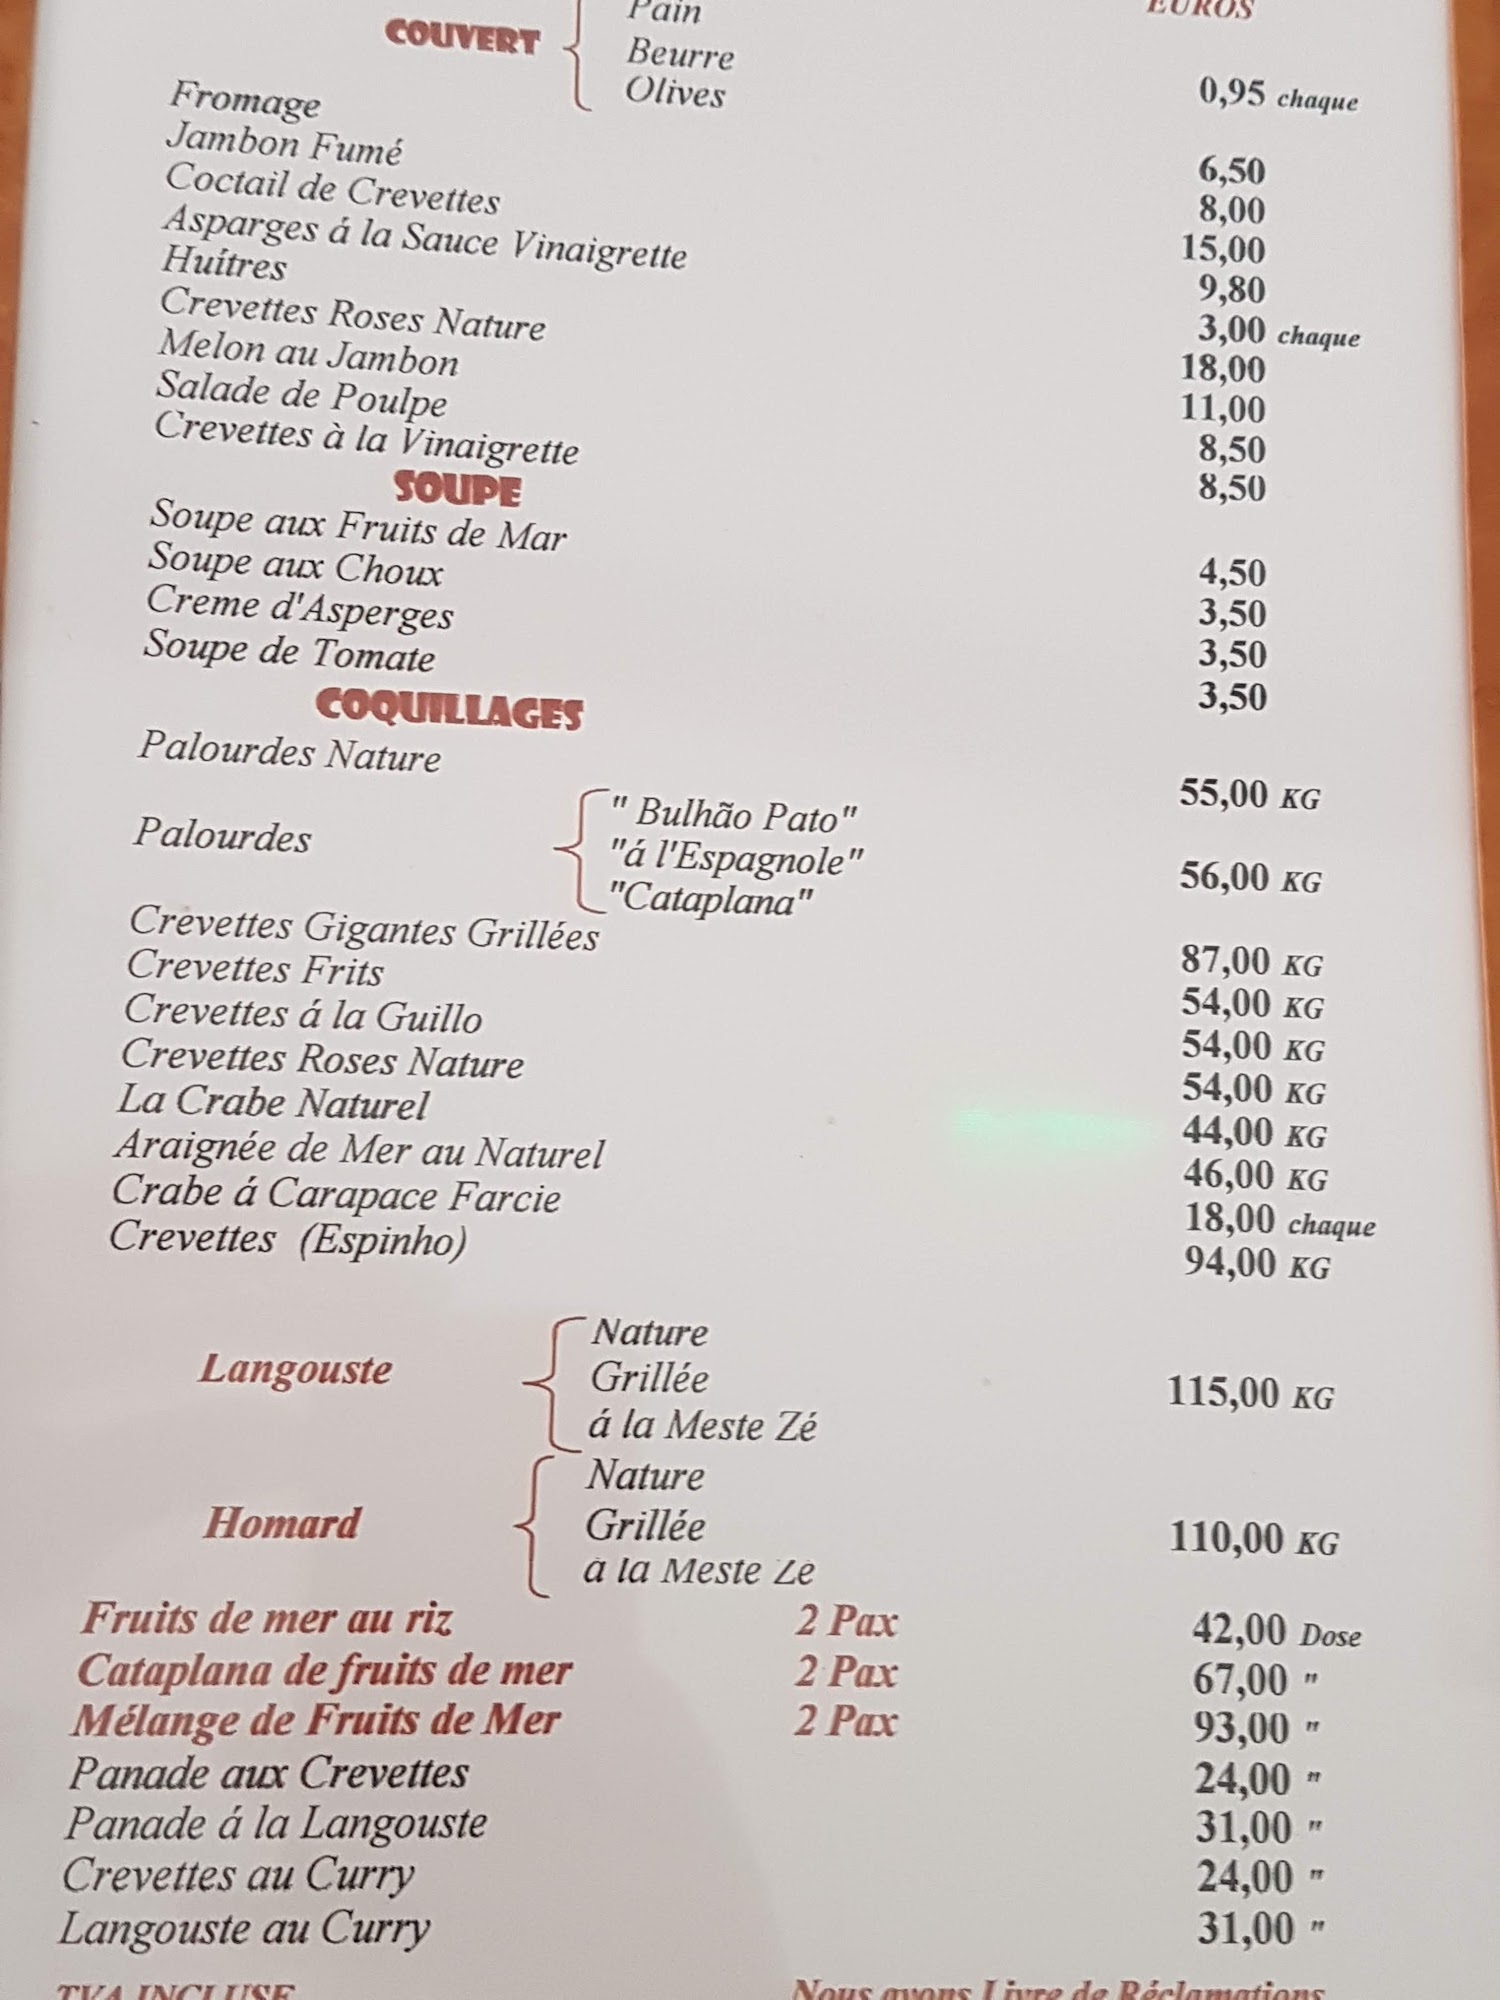 Pain EUROS
COUVERT Beurre
Olives 0,95 chaque
Fromage 6,50
Jambon Fumé 8,00
Coctail de Crevettes 15,00
Asparges á la Sauce Vinaigrette 9,80
Huítres 3,00 chaque
Crevettes Roses Nature 18,00
Melon au Jambon 11,00
Salade de Poulpe 8,50
Crevettes à la Vinaigrette 8,50
SOUPE
Soupe aux Fruits de Mar 4,50
Soupe aux Choux 3,50
Creme d'Asperges 3,50
Soupe de Tomate 3,50
COQUILLAGES
Palourdes Nature 55,00 KG
" Bulhão Pato"
Palourdes "á l'Espagnole" 56,00 KG
"Cataplana"
Crevettes Gigantes Grillées 87,00 KG
Crevettes Frits 54,00 KG
Crevettes á la Guillo 54,00 KG
Crevettes Roses Nature 54,00 KG
La Crabe Naturel 44,00 KG
Araignée de Mer au Naturel 46,00 KG
Crabe á Carapace Farcie 18,00 chaque
Crevettes (Espinho) 94,00 KG
Nature
Langouste Grillée 115,00 KG
á la Meste Zé
Nature
Homard Grillée 110,00 KG
á la Meste Zé
Fruits de mer au riz 2 Pax 42,00 Dose
Cataplana de fruits de mer 2 Pax 67,00 "
Mélange de Fruits de Mer 2 Pax 93,00 "
Panade aux Crevettes 24,00 "
Panade á la Langouste 31,00 "
Crevettes au Curry 24,00 "
Langouste au Curry 31,00 "
TVA INCLUSE Nous avons Livre de Réclamations